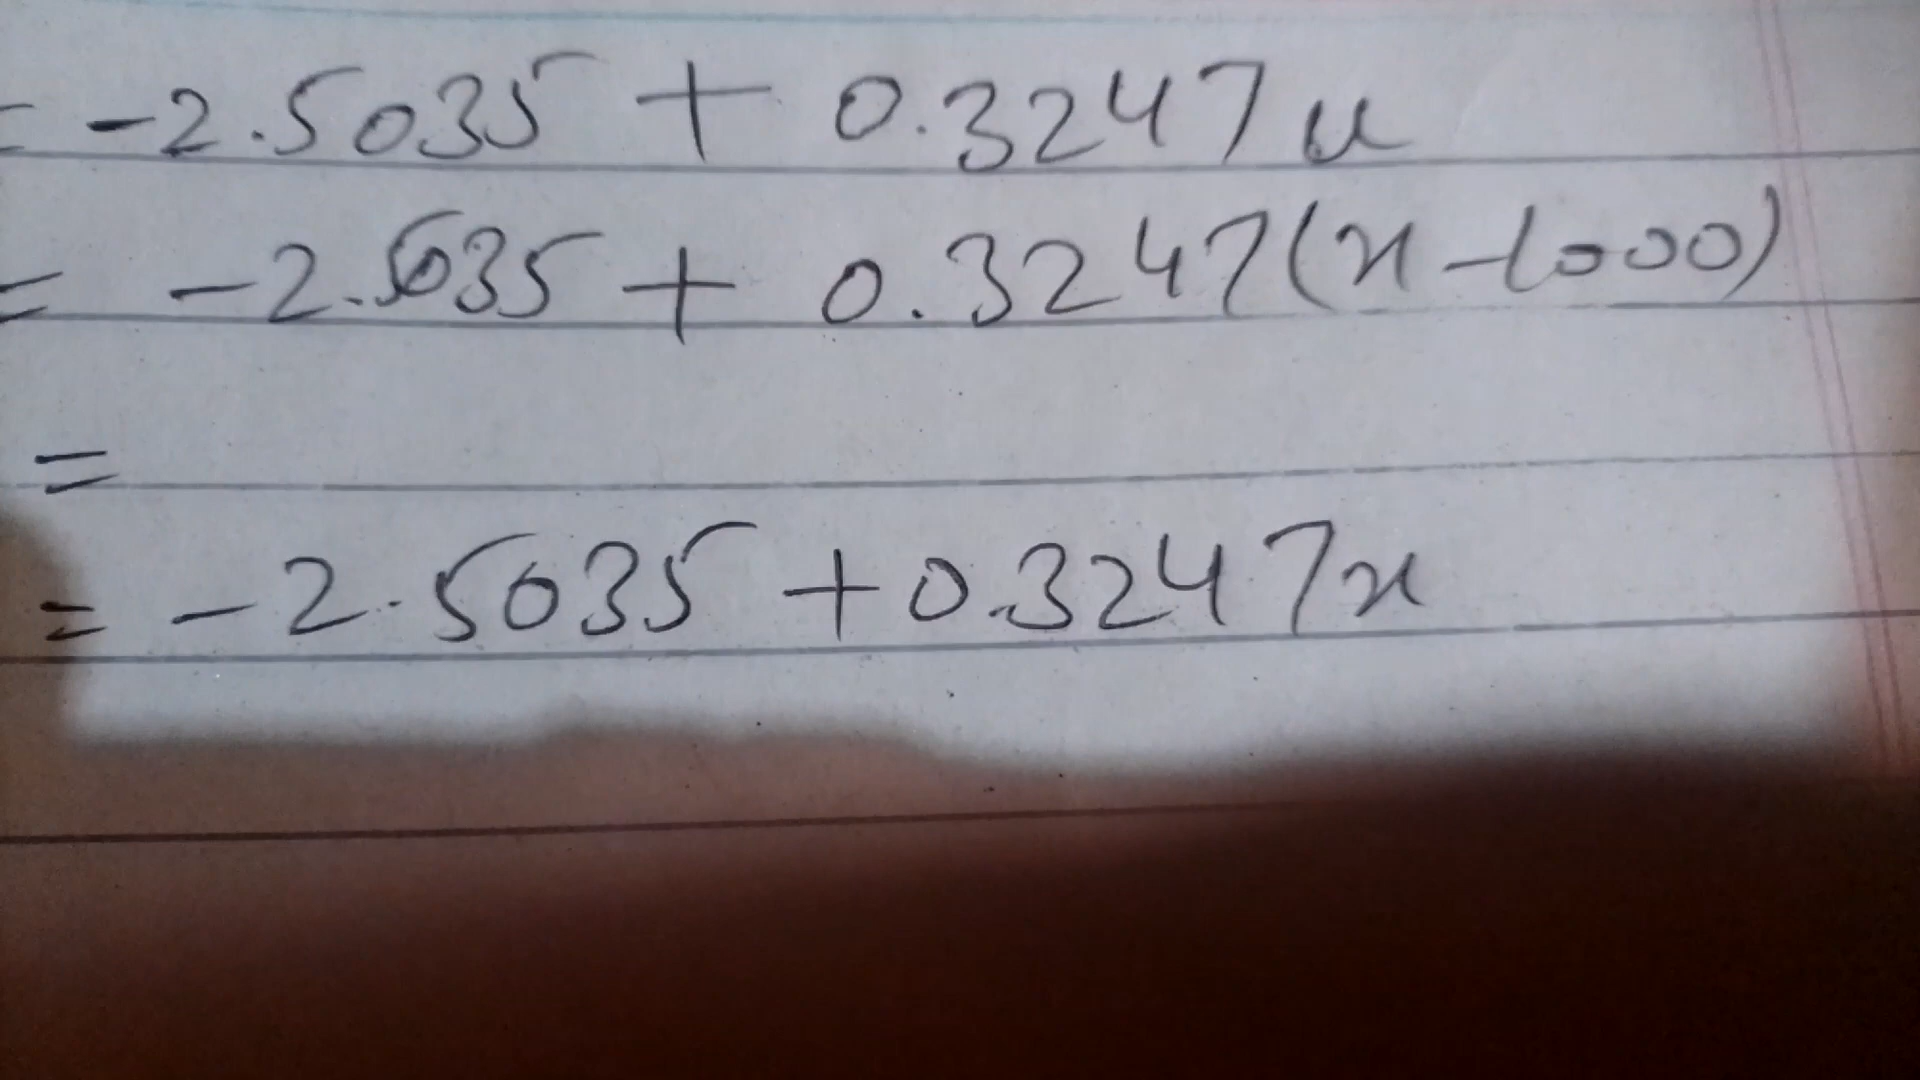 = -2.5035 + 0.3247u
= -2.5035 + 0.3247(x-1000)
=
= -2.5035 + 0.3247x